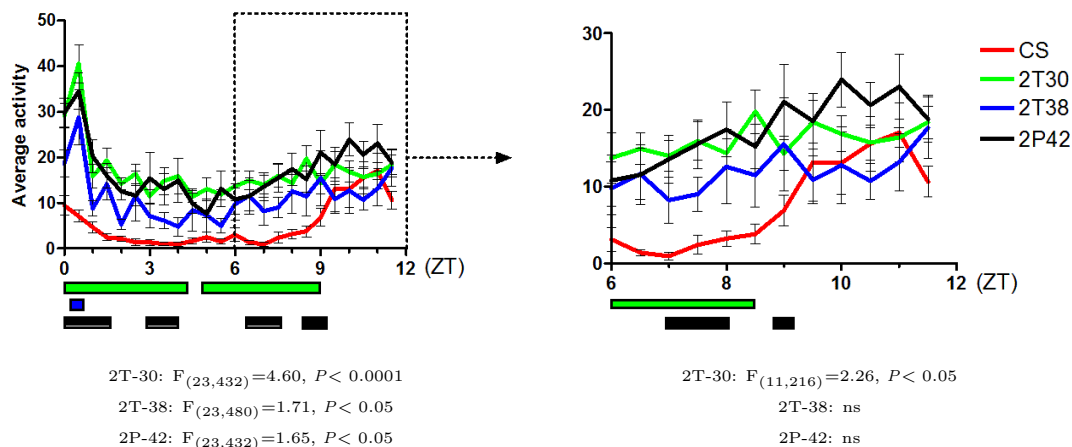 50
40
30
20
10
0
Average activity
0 3 6 9 12 (ZT)
30
20
10
0
6 8 10 12 (ZT)
CS
2T30
2T38
2P42
2T-30: F(23,432)=4.60, P< 0.0001
2T-38: F(23,480)=1.71, P< 0.05
2P-42: F(23,432)=1.65, P< 0.05
2T-30: F(11,216)=2.26, P< 0.05
2T-38: ns
2P-42: ns